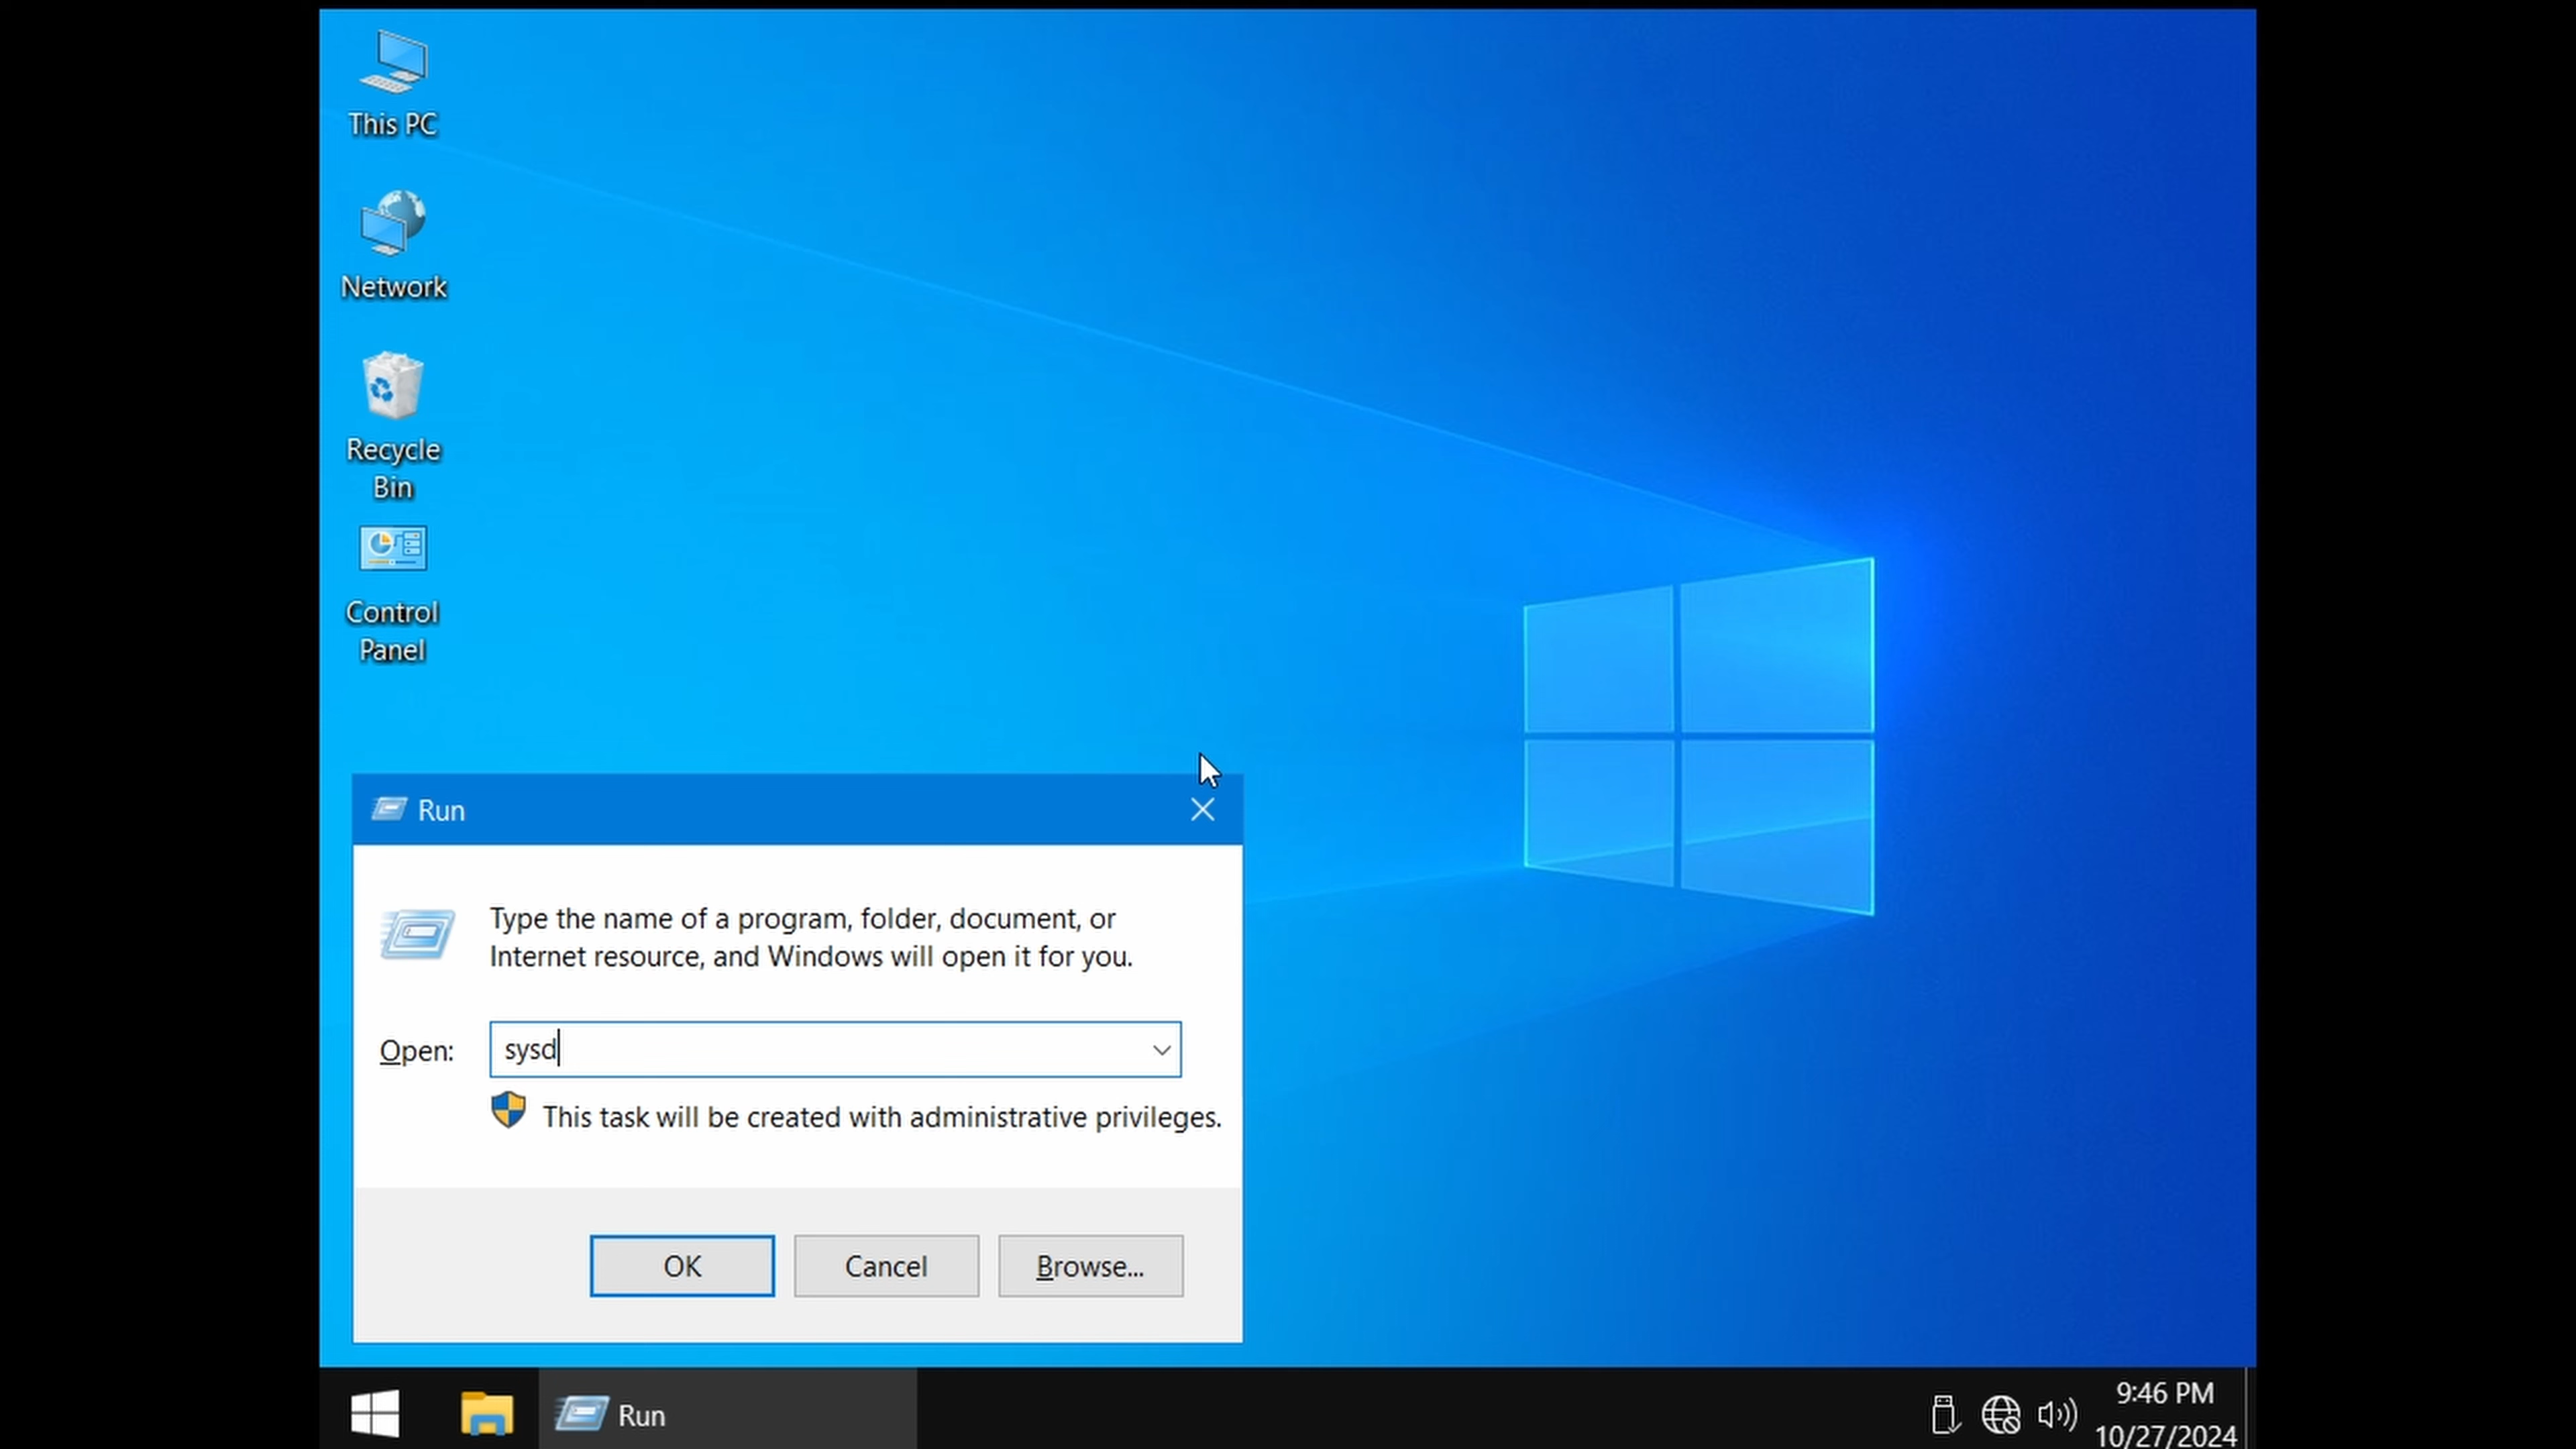 This PC
Network
Recycle
Bin
Control
Panel
Run
Type the name of a program, folder, document, or
Internet resource, and Windows will open it for you.
Open:
sysd
This task will be created with administrative privileges.
OK
Cancel
Browse...
Run
9:46 PM
10/27/2024